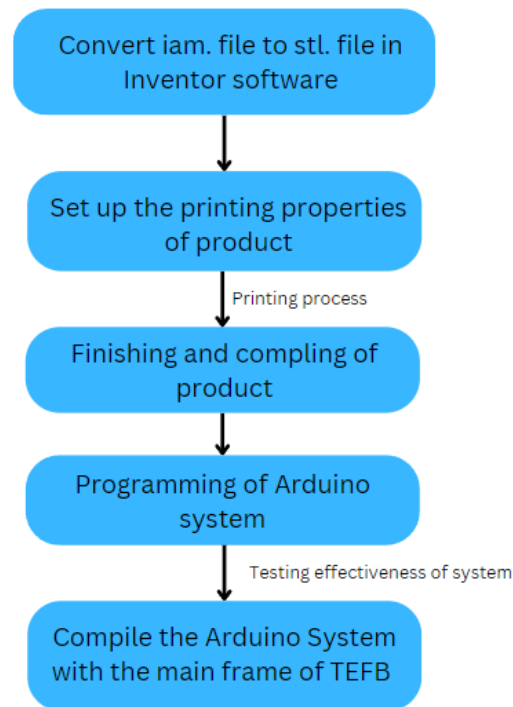 Convert iam. file to stl. file in
Inventor software
Set up the printing properties
of product
Printing process
Finishing and compling of
product
Programming of Arduino
system
Testing effectiveness of system
Compile the Arduino System
with the main frame of TEFB